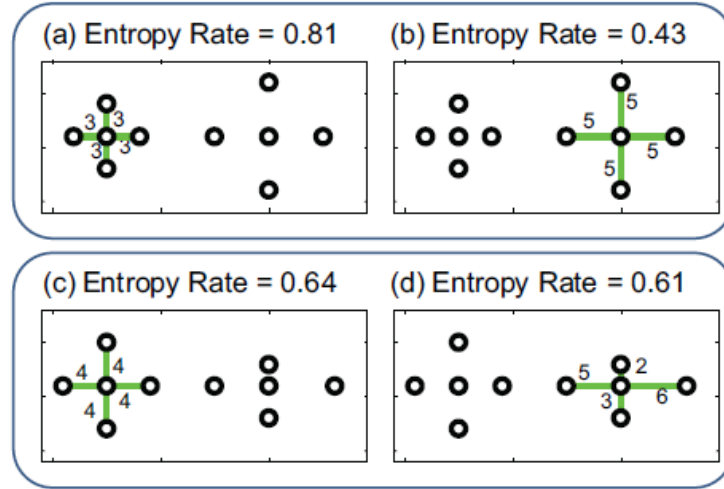 (a) Entropy Rate = 0.81
(b) Entropy Rate = 0.43
3 3
3 3
5
5 5
5
(c) Entropy Rate = 0.64
(d) Entropy Rate = 0.61
4 4
4 4
5 2
3 6